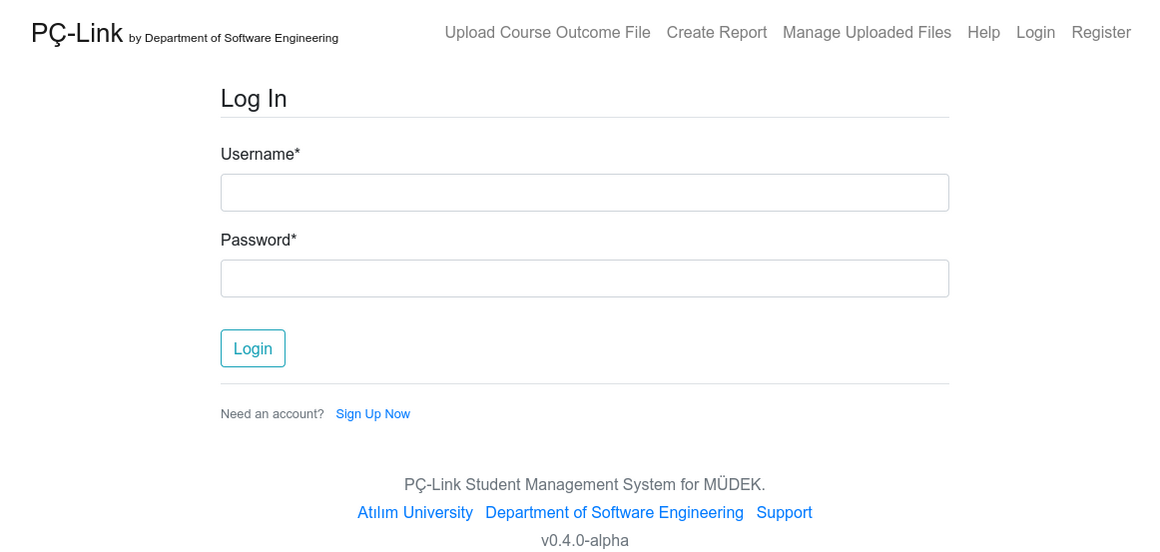 PÇ-Link by Department of Software Engineering
Upload Course Outcome File Create Report Manage Uploaded Files Help Login Register
Log In
Username*
Password*
Login
Need an account? Sign Up Now
PÇ-Link Student Management System for MÜDEK.
Atılım University Department of Software Engineering Support
v0.4.0-alpha